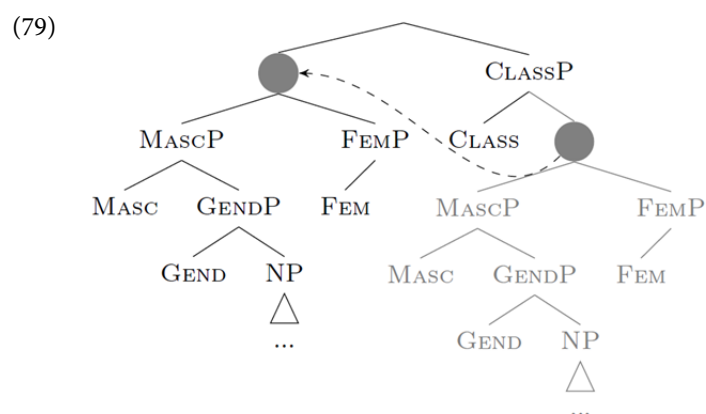 (79)
CLASSP
MASCP FEMP CLASS
MASC GENDP FEM MASCP FEMP
GEND NP MASC GENDP FEM
... GEND NP
...